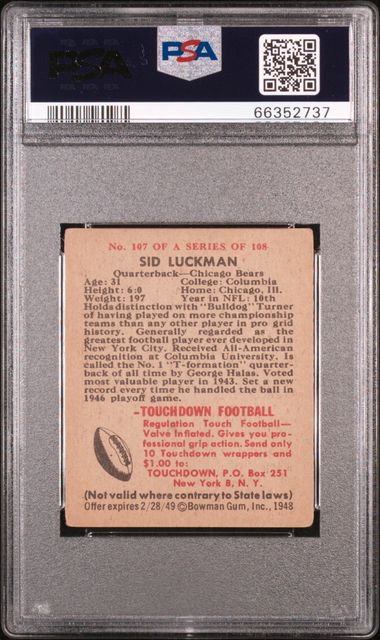 PSA
PSA
66352737
No. 107 OF A SERIES OF 108
SID LUCKMAN
Quarterback—Chicago Bears
Age: 31 College: Columbia
Height: 6:0 Home: Chicago, Ill.
Weight: 197 Year in NFL: 10th
Holds distinction with "Bulldog" Turner
of having played on more championship
teams than any other player in pro grid
history. Generally regarded as the
greatest football player ever developed in
New York City. Received All-American
recognition at Columbia University. Is
called the No. 1 "T-formation" quarter-
back of all time by George Halas. Voted
most valuable player in 1943. Set a new
record every time he handled the ball in
1946 playoff game.
-TOUCHDOWN FOOTBALL
Regulation Touch Football—
Valve Inflated. Gives you pro-
fessional grip action. Send only
10 Touchdown wrappers and
$1.00 to:
TOUCHDOWN, P.O. Box 251
New York 8, N. Y.
(Not valid where contrary to State laws)
Offer expires 2/28/49 ©Bowman Gum, Inc., 1948